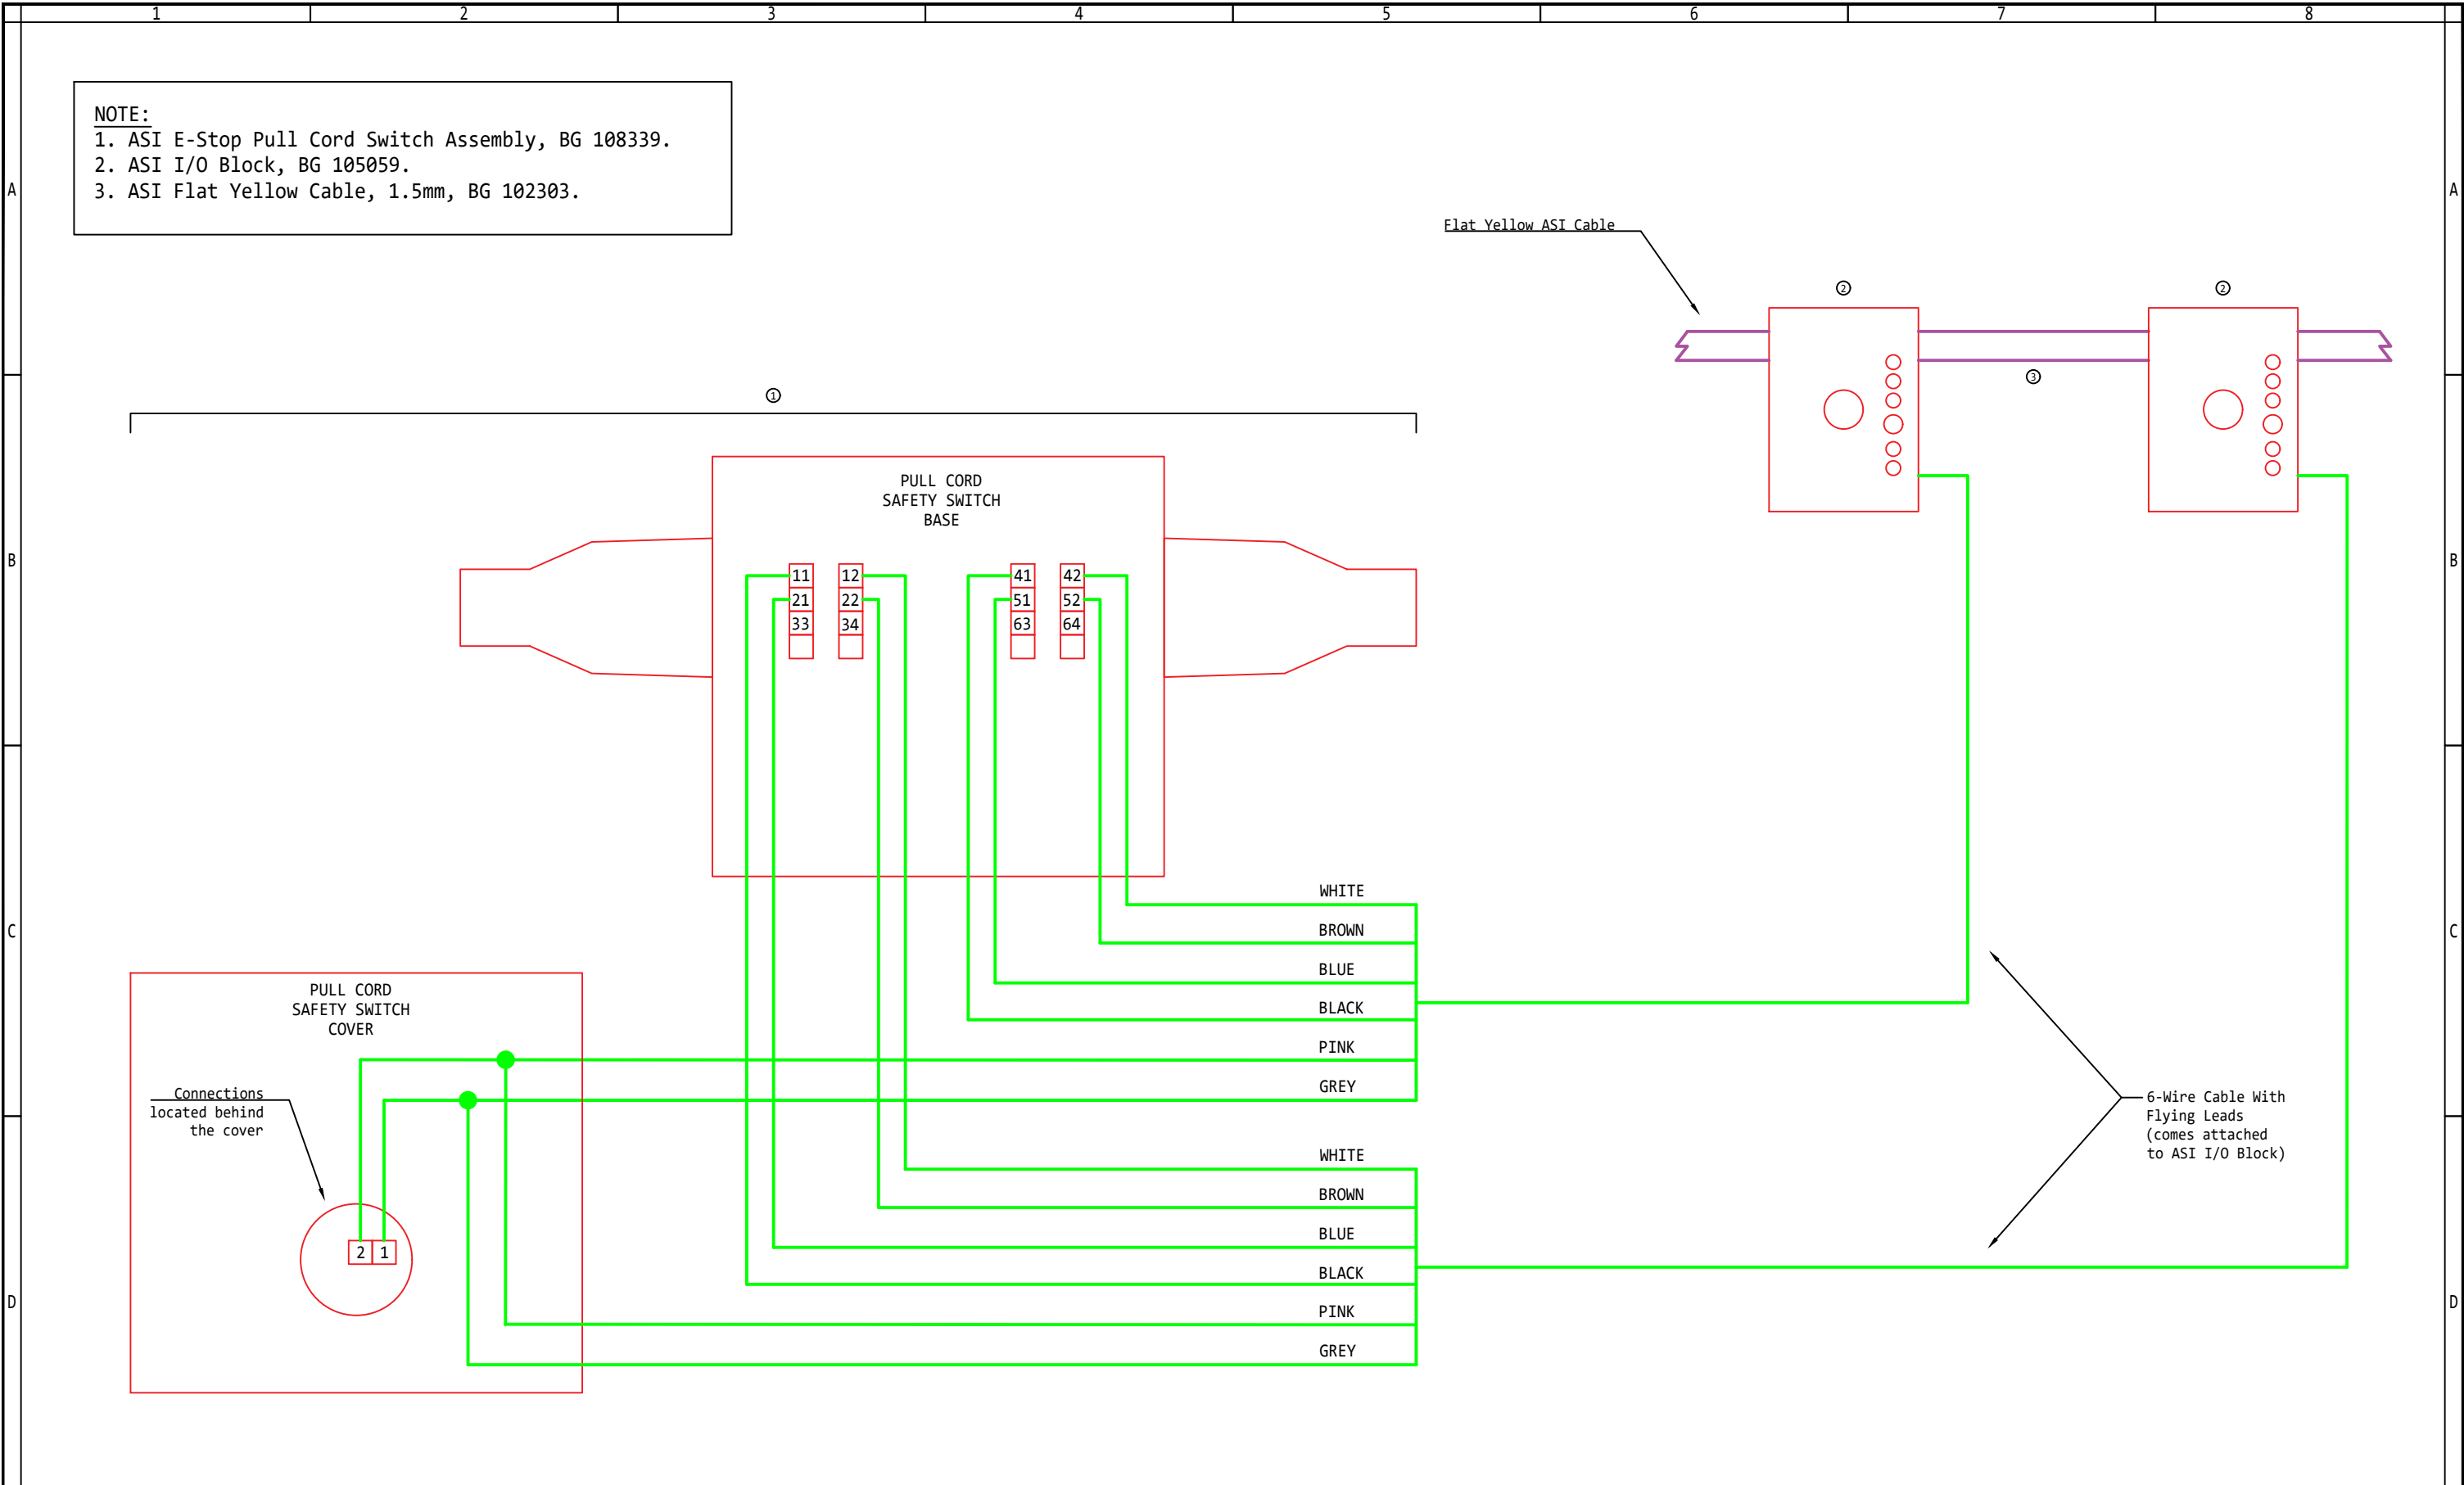 1 2 3 4 5 6 7 8
NOTE:
1. ASI E-Stop Pull Cord Switch Assembly, BG 108339.
2. ASI I/O Block, BG 105059.
3. ASI Flat Yellow Cable, 1.5mm, BG 102303.
A A
Flat Yellow ASI Cable
2 2
3
1
PULL CORD
SAFETY SWITCH
BASE
B B
11 12 41 42
21 22 51 52
33 34 63 64
WHITE
BROWN
C C
BLUE
BLACK
PINK
GREY
PULL CORD
SAFETY SWITCH
COVER
Connections
located behind
the cover
6-Wire Cable With
Flying Leads
(comes attached
to ASI I/O Block)
WHITE
BROWN
BLUE
BLACK
PINK
GREY
2 1
D D